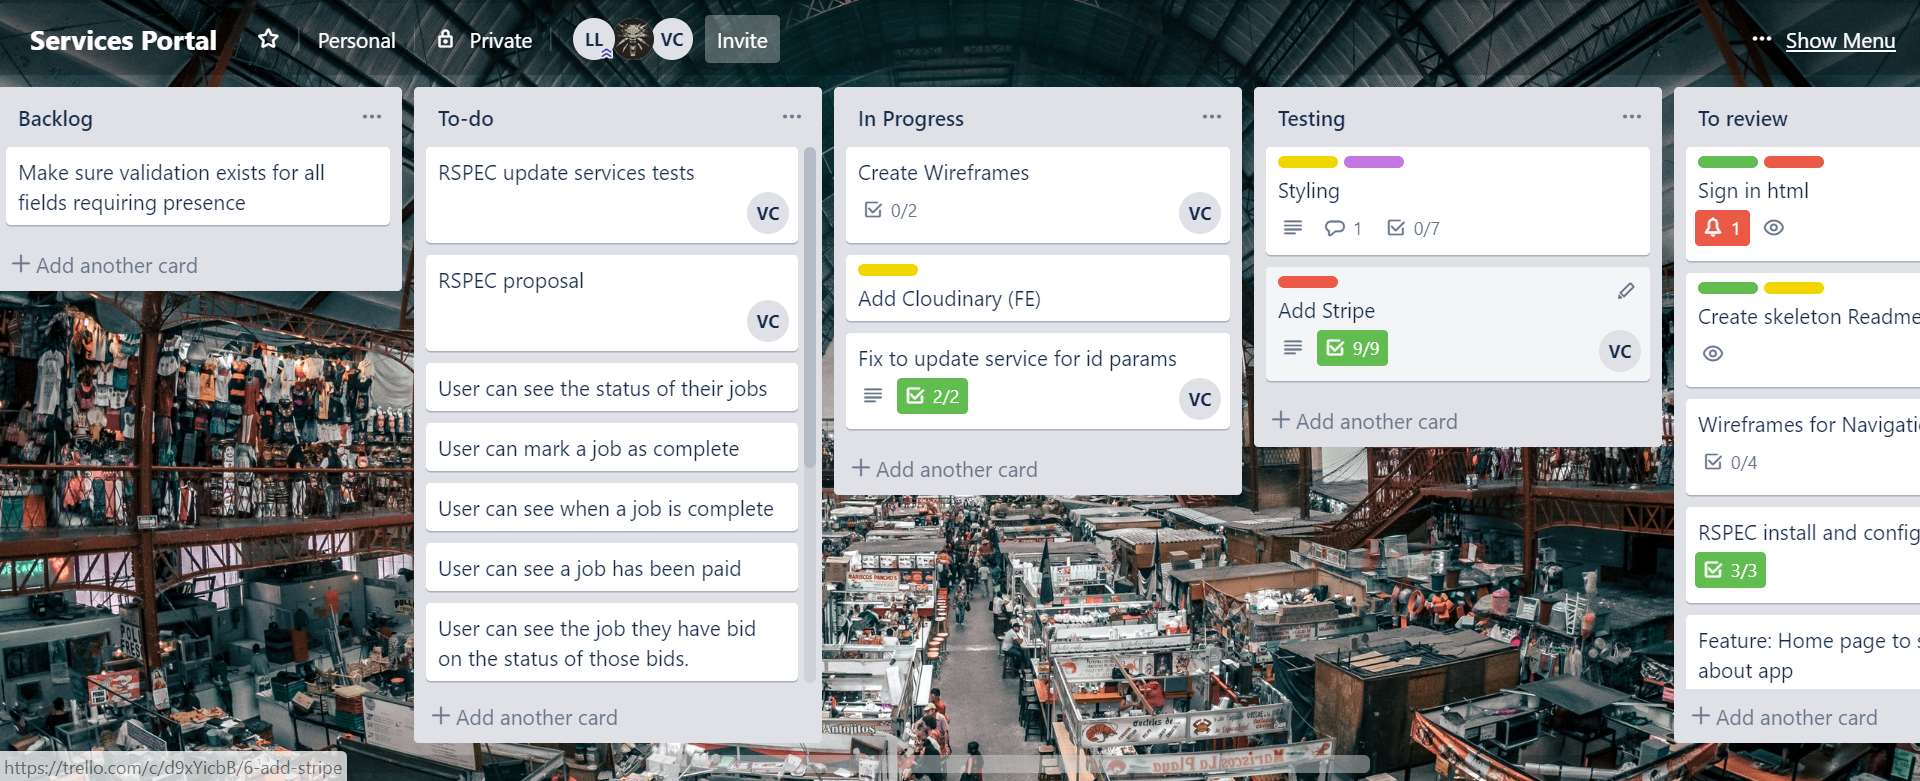 Services Portal
Personal
Private
LL
VC
Invite
Show Menu
Backlog
Make sure validation exists for all
fields requiring presence
Add another card
To-do
RSPEC update services tests
VC
RSPEC proposal
VC
User can see the status of their jobs
User can mark a job as complete
User can see when a job is complete
User can see a job has been paid
User can see the job they have bid
on the status of those bids.
Add another card
In Progress
Create Wireframes
0/2
VC
Add Cloudinary (FE)
Fix to update service for id params
2/2
VC
Add another card
Testing
Styling
1
0/7
Add Stripe
9/9
VC
Add another card
To review
Sign in html
1
Create skeleton Readme
Wireframes for Navigati
0/4
RSPEC install and config
3/3
Feature: Home page to s
about app
Add another card
MARISCOS PANCHO'S
Antojitos
Mariscos La Playa
https://trello.com/c/d9xYicbB/6-add-stripe